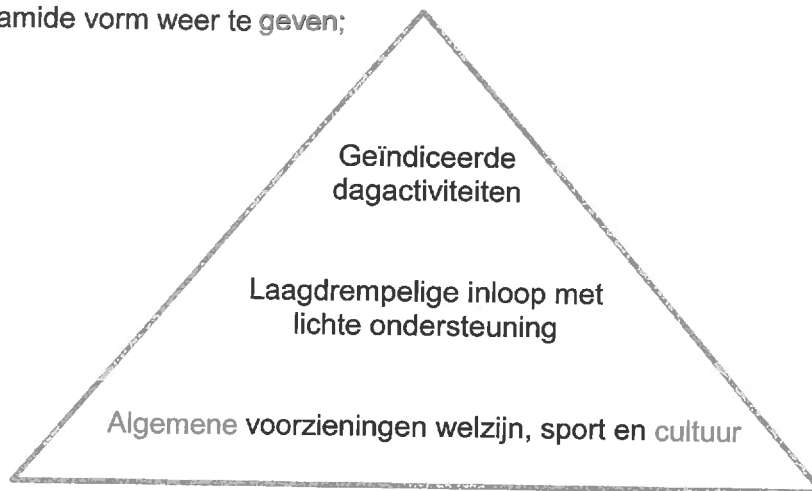 amide vorm weer te geven;
Geïndiceerde
dagactiviteiten
Laagdrempelige inloop met
lichte ondersteuning
Algemene voorzieningen welzijn, sport en cultuur